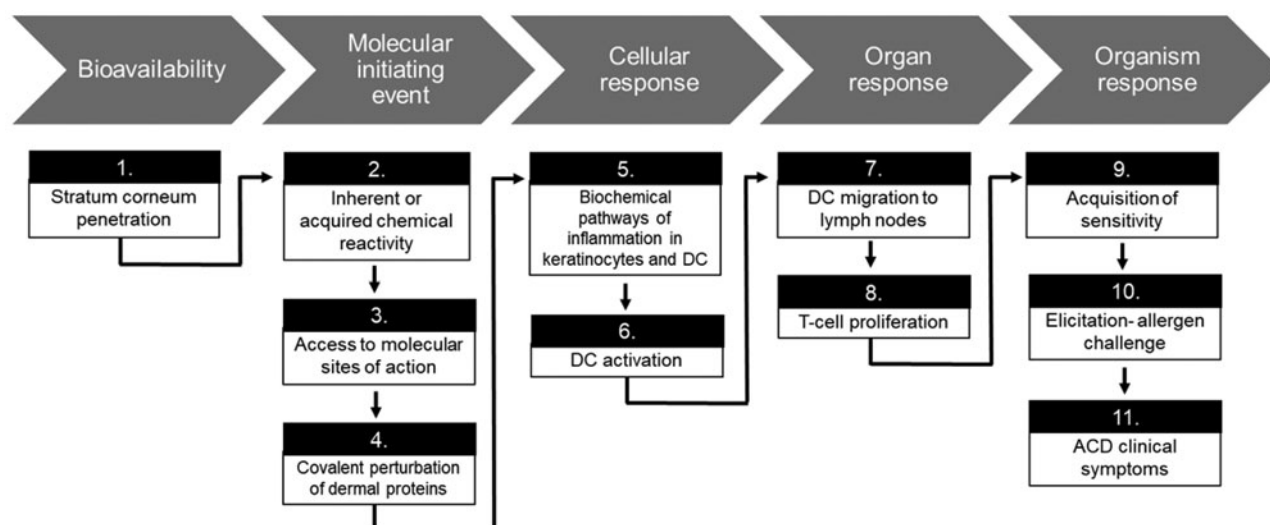 Bioavailability
Molecular
initiating
event
Cellular
response
Organ
response
Organism
response
1.
Stratum corneum
penetration
2.
Inherent or
acquired chemical
reactivity
3.
Access to molecular
sites of action
4.
Covalent perturbation
of dermal proteins
5.
Biochemical
pathways of
inflammation in
keratinocytes and DC
6.
DC activation
7.
DC migration to
lymph nodes
8.
T-cell proliferation
9.
Acquisition of
sensitivity
10.
Elicitation- allergen
challenge
11.
ACD clinical
symptoms